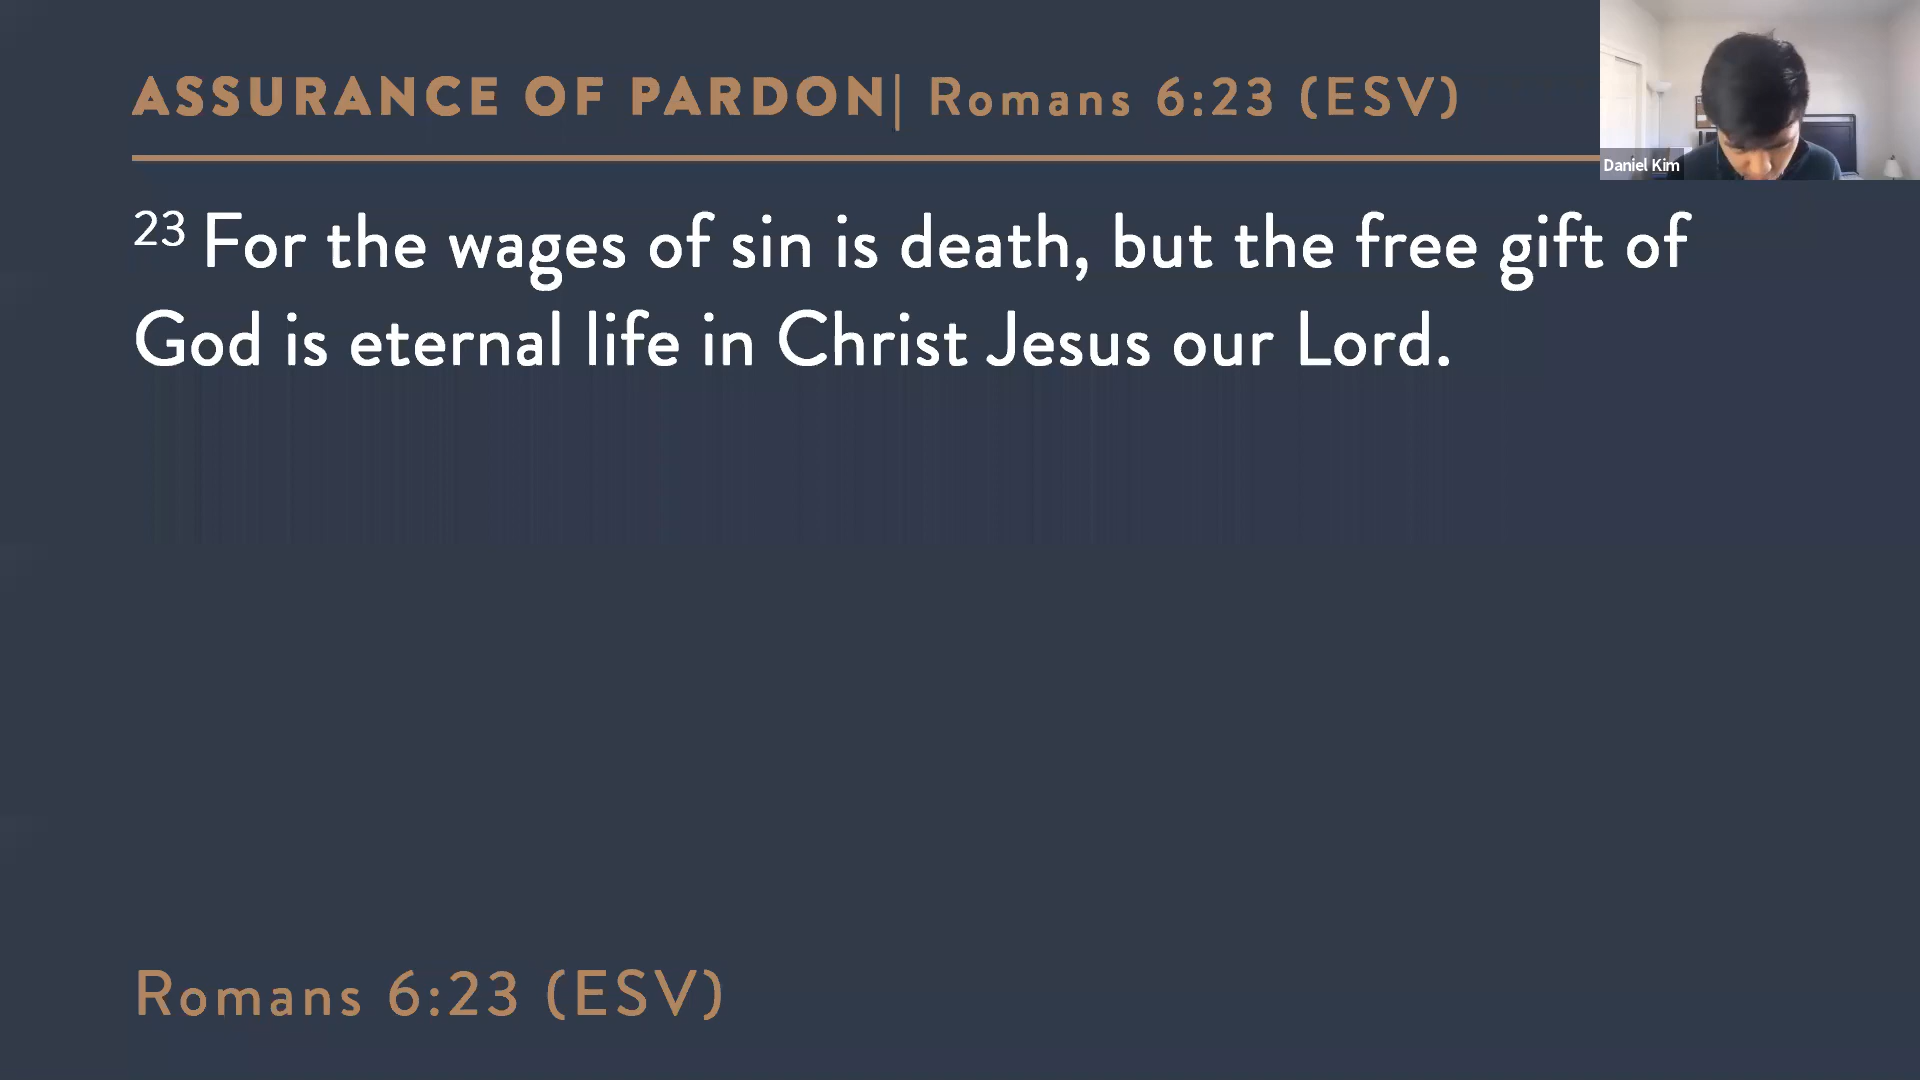 ASSURANCE OF PARDON| Romans 6:23 (ESV)
Daniel Kim
23 For the wages of sin is death, but the free gift of
God is eternal life in Christ Jesus our Lord.
Romans 6:23 (ESV)